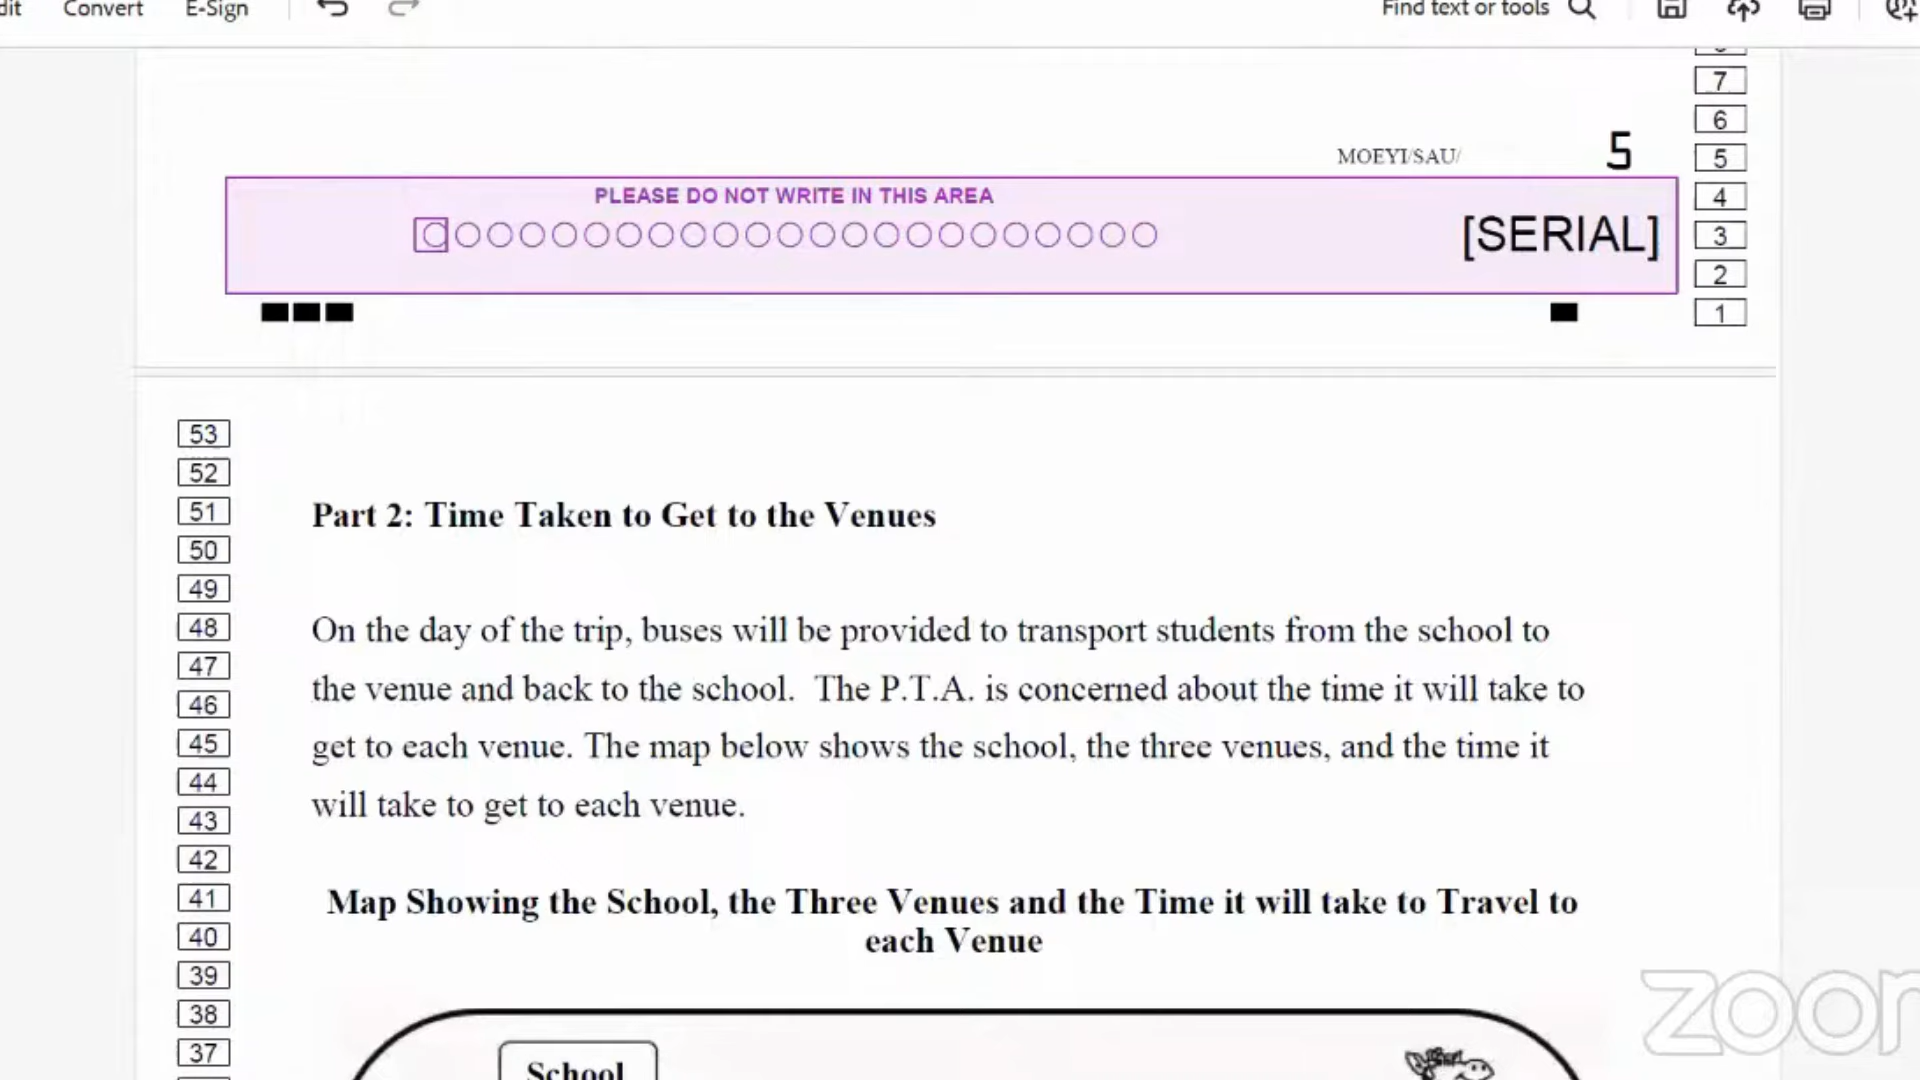 Convert E-Sign Find text or tools
7
6
MOEYI/SAU/ 5 5
PLEASE DO NOT WRITE IN THIS AREA 4
[SERIAL] 3
2
1
53
52
51 Part 2: Time Taken to Get to the Venues
50
49
48 On the day of the trip, buses will be provided to transport students from the school to
47
46 the venue and back to the school. The P.T.A. is concerned about the time it will take to
45 get to each venue. The map below shows the school, the three venues, and the time it
44
43 will take to get to each venue.
42
41 Map Showing the School, the Three Venues and the Time it will take to Travel to
40 each Venue
39
38
37 School
zoom